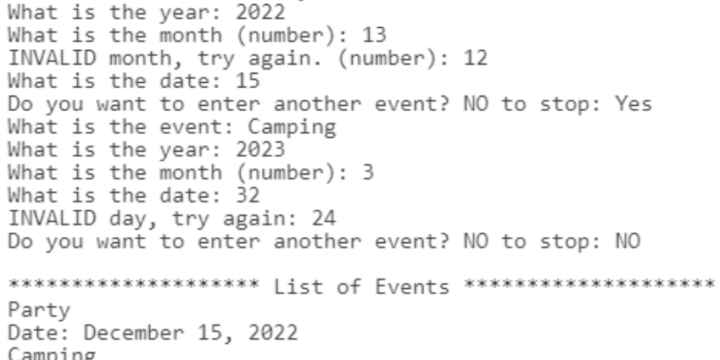 What is the year: 2022
What is the month (number): 13
INVALID month, try again. (number): 12
What is the date: 15
Do you want to enter another event? NO to stop: Yes
What is the event: Camping
What is the year: 2023
What is the month (number): 3
What is the date: 32
INVALID day, try again: 24
Do you want to enter another event? NO to stop: NO
******************** List of Events ********************
Party
Date: December 15, 2022
Camping